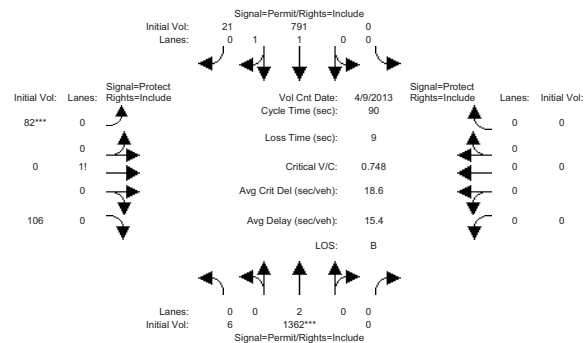 Signal=Permit/Rights=Include
Initial Vol: 21 791 0
Lanes: 0 1 1 0 0
Signal=Protect
Initial Vol: Lanes: Rights=Include
Vol Cnt Date: 4/9/2013
Signal=Protect
Rights=Include Lanes: Initial Vol:
82*** 0
Cycle Time (sec): 90
0 0
0
Loss Time (sec): 9
0
0 1!
Critical V/C: 0.748
0 0
0
Avg Crit Del (sec/veh): 18.6
0
106 0
Avg Delay (sec/veh): 15.4
0 0
LOS: B
Lanes: 0 0 2 0 0
Initial Vol: 6 1362*** 0
Signal=Permit/Rights=Include